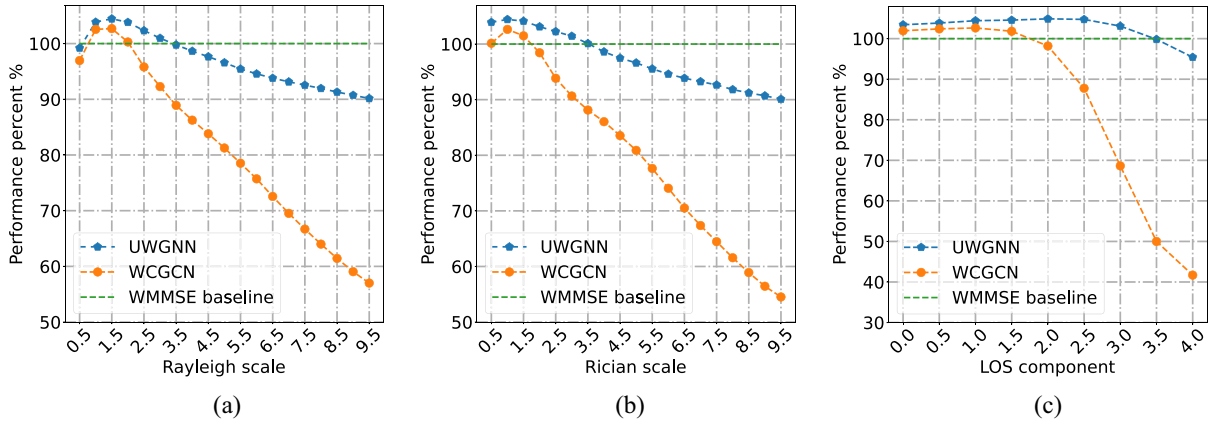 Performance percent %
100
90
80
70
60
50
UWGNN
WCGCN
WMMSE baseline
0.5 1.5 2.5 3.5 4.5 5.5 6.5 7.5 8.5 9.5
Rayleigh scale
(a)
Performance percent %
100
90
80
70
60
50
UWGNN
WCGCN
WMMSE baseline
0.5 1.5 2.5 3.5 4.5 5.5 6.5 7.5 8.5 9.5
Rician scale
(b)
Performance percent %
100
90
80
70
60
50
40
30
UWGNN
WCGCN
WMMSE baseline
0.0 0.5 1.0 1.5 2.0 2.5 3.0 3.5 4.0
LOS component
(c)